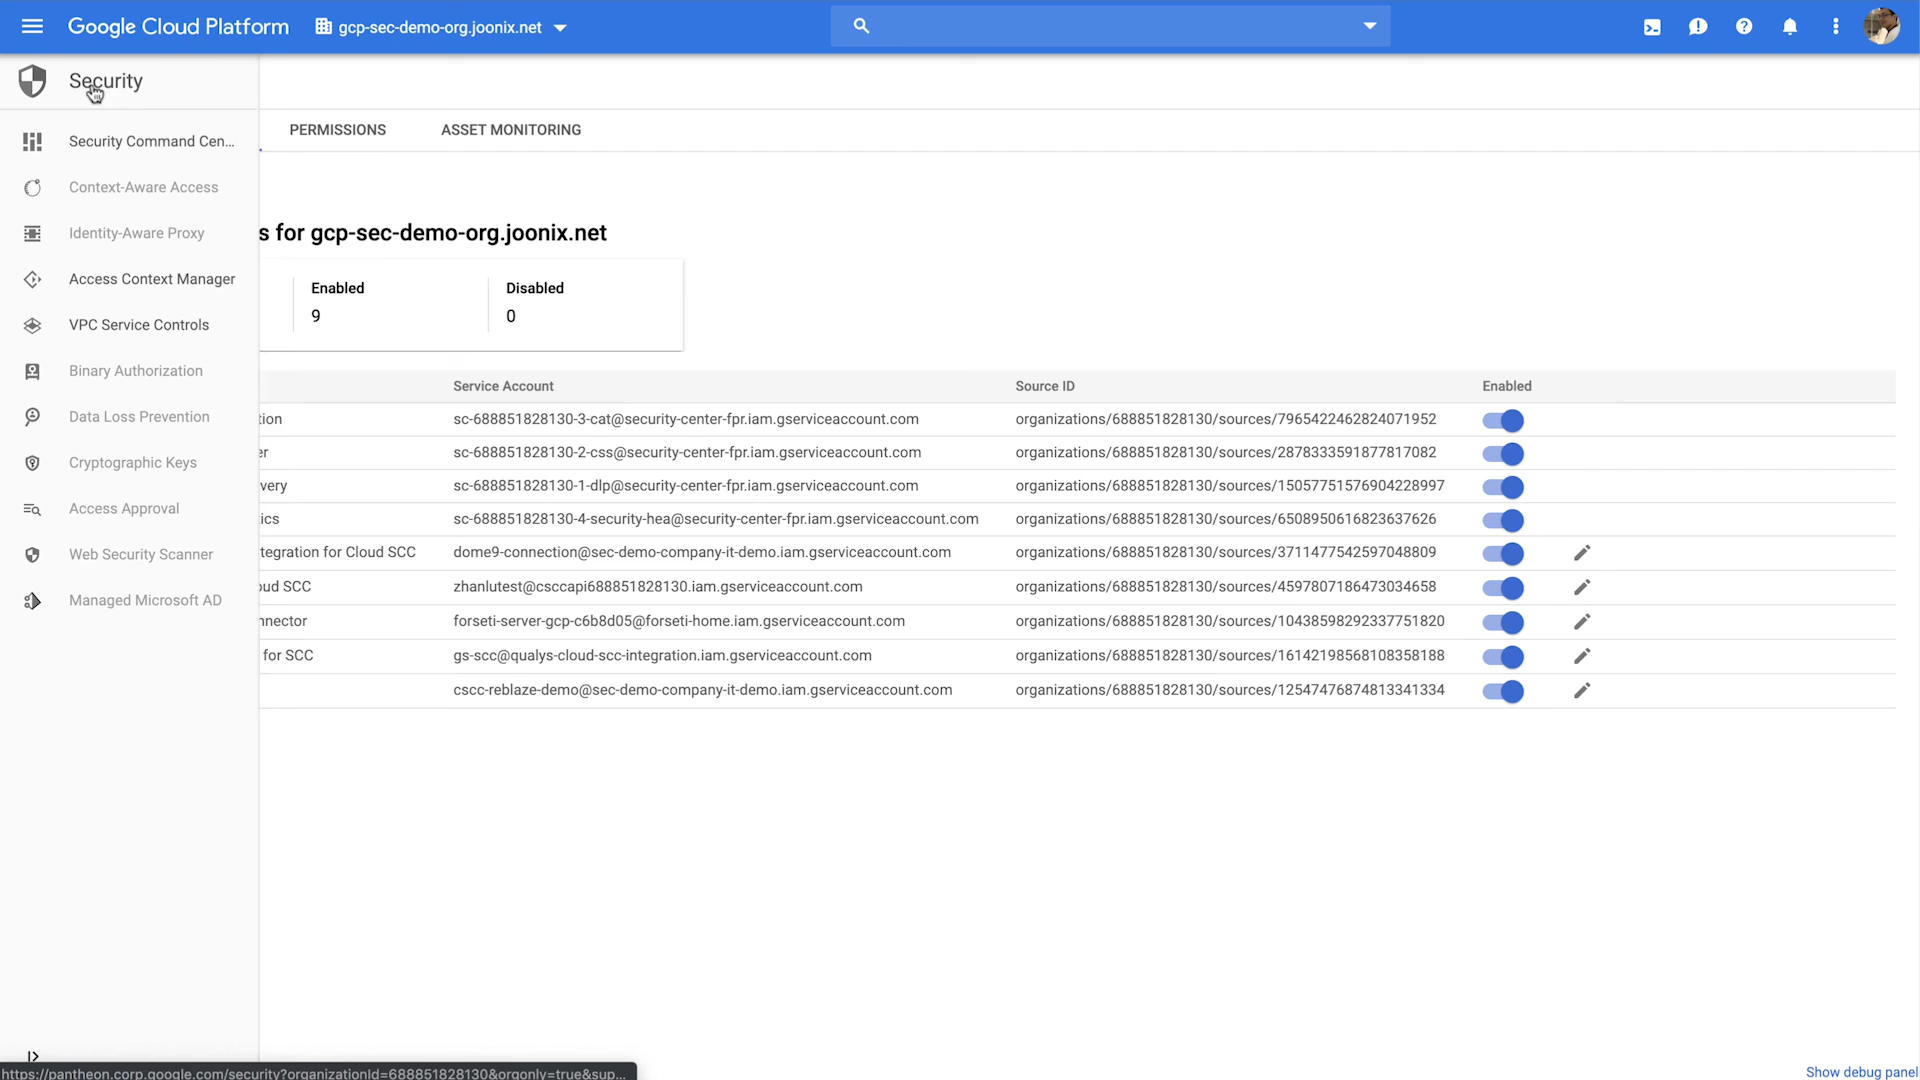 Google Cloud Platform gcp-sec-demo-org.joonix.net
Security
PERMISSIONS ASSET MONITORING
Security Command Cen...
Context-Aware Access
Identity-Aware Proxy
Access Context Manager
VPC Service Controls
Binary Authorization
Data Loss Prevention
Cryptographic Keys
Access Approval
Web Security Scanner
Managed Microsoft AD
s for gcp-sec-demo-org.joonix.net
Enabled Disabled
9 0
Service Account Source ID Enabled
tion sc-688851828130-3-cat@security-center-fpr.iam.gserviceaccount.com organizations/688851828130/sources/7965422462824071952
er sc-688851828130-2-css@security-center-fpr.iam.gserviceaccount.com organizations/688851828130/sources/2878333591877817082
very sc-688851828130-1-dlp@security-center-fpr.iam.gserviceaccount.com organizations/688851828130/sources/15057751576904228997
tics sc-688851828130-4-security-hea@security-center-fpr.iam.gserviceaccount.com organizations/688851828130/sources/6508950616823637626
tegration for Cloud SCC dome9-connection@sec-demo-company-it-demo.iam.gserviceaccount.com organizations/688851828130/sources/3711477542597048809
oud SCC zhanlutest@csccapi688851828130.iam.gserviceaccount.com organizations/688851828130/sources/4597807186473034658
nnector forseti-server-gcp-c6b8d05@forseti-home.iam.gserviceaccount.com organizations/688851828130/sources/10438598292337751820
for SCC gs-scc@qualys-cloud-scc-integration.iam.gserviceaccount.com organizations/688851828130/sources/16142198568108358188
cscc-reblaze-demo@sec-demo-company-it-demo.iam.gserviceaccount.com organizations/688851828130/sources/12547476874813341334
https://pantheon.corp.google.com/security?organizationId=688851828130&orgonly=true&sup...
Show debug panel